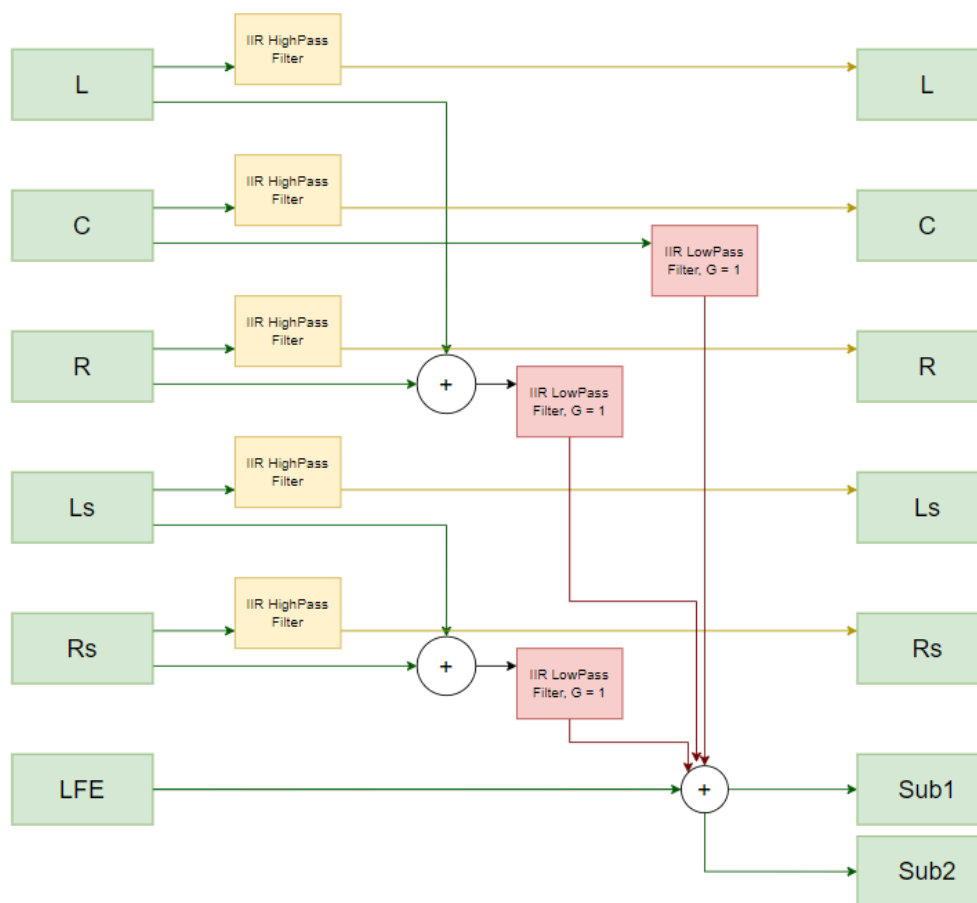 IIR HighPass
Filter
L
L
IIR HighPass
Filter
C
C
IIR LowPass
Filter, G = 1
IIR HighPass
Filter
R
R
+
IIR LowPass
Filter, G = 1
IIR HighPass
Filter
Ls
Ls
IIR HighPass
Filter
Rs
Rs
+
IIR LowPass
Filter, G = 1
LFE
+
Sub1
Sub2